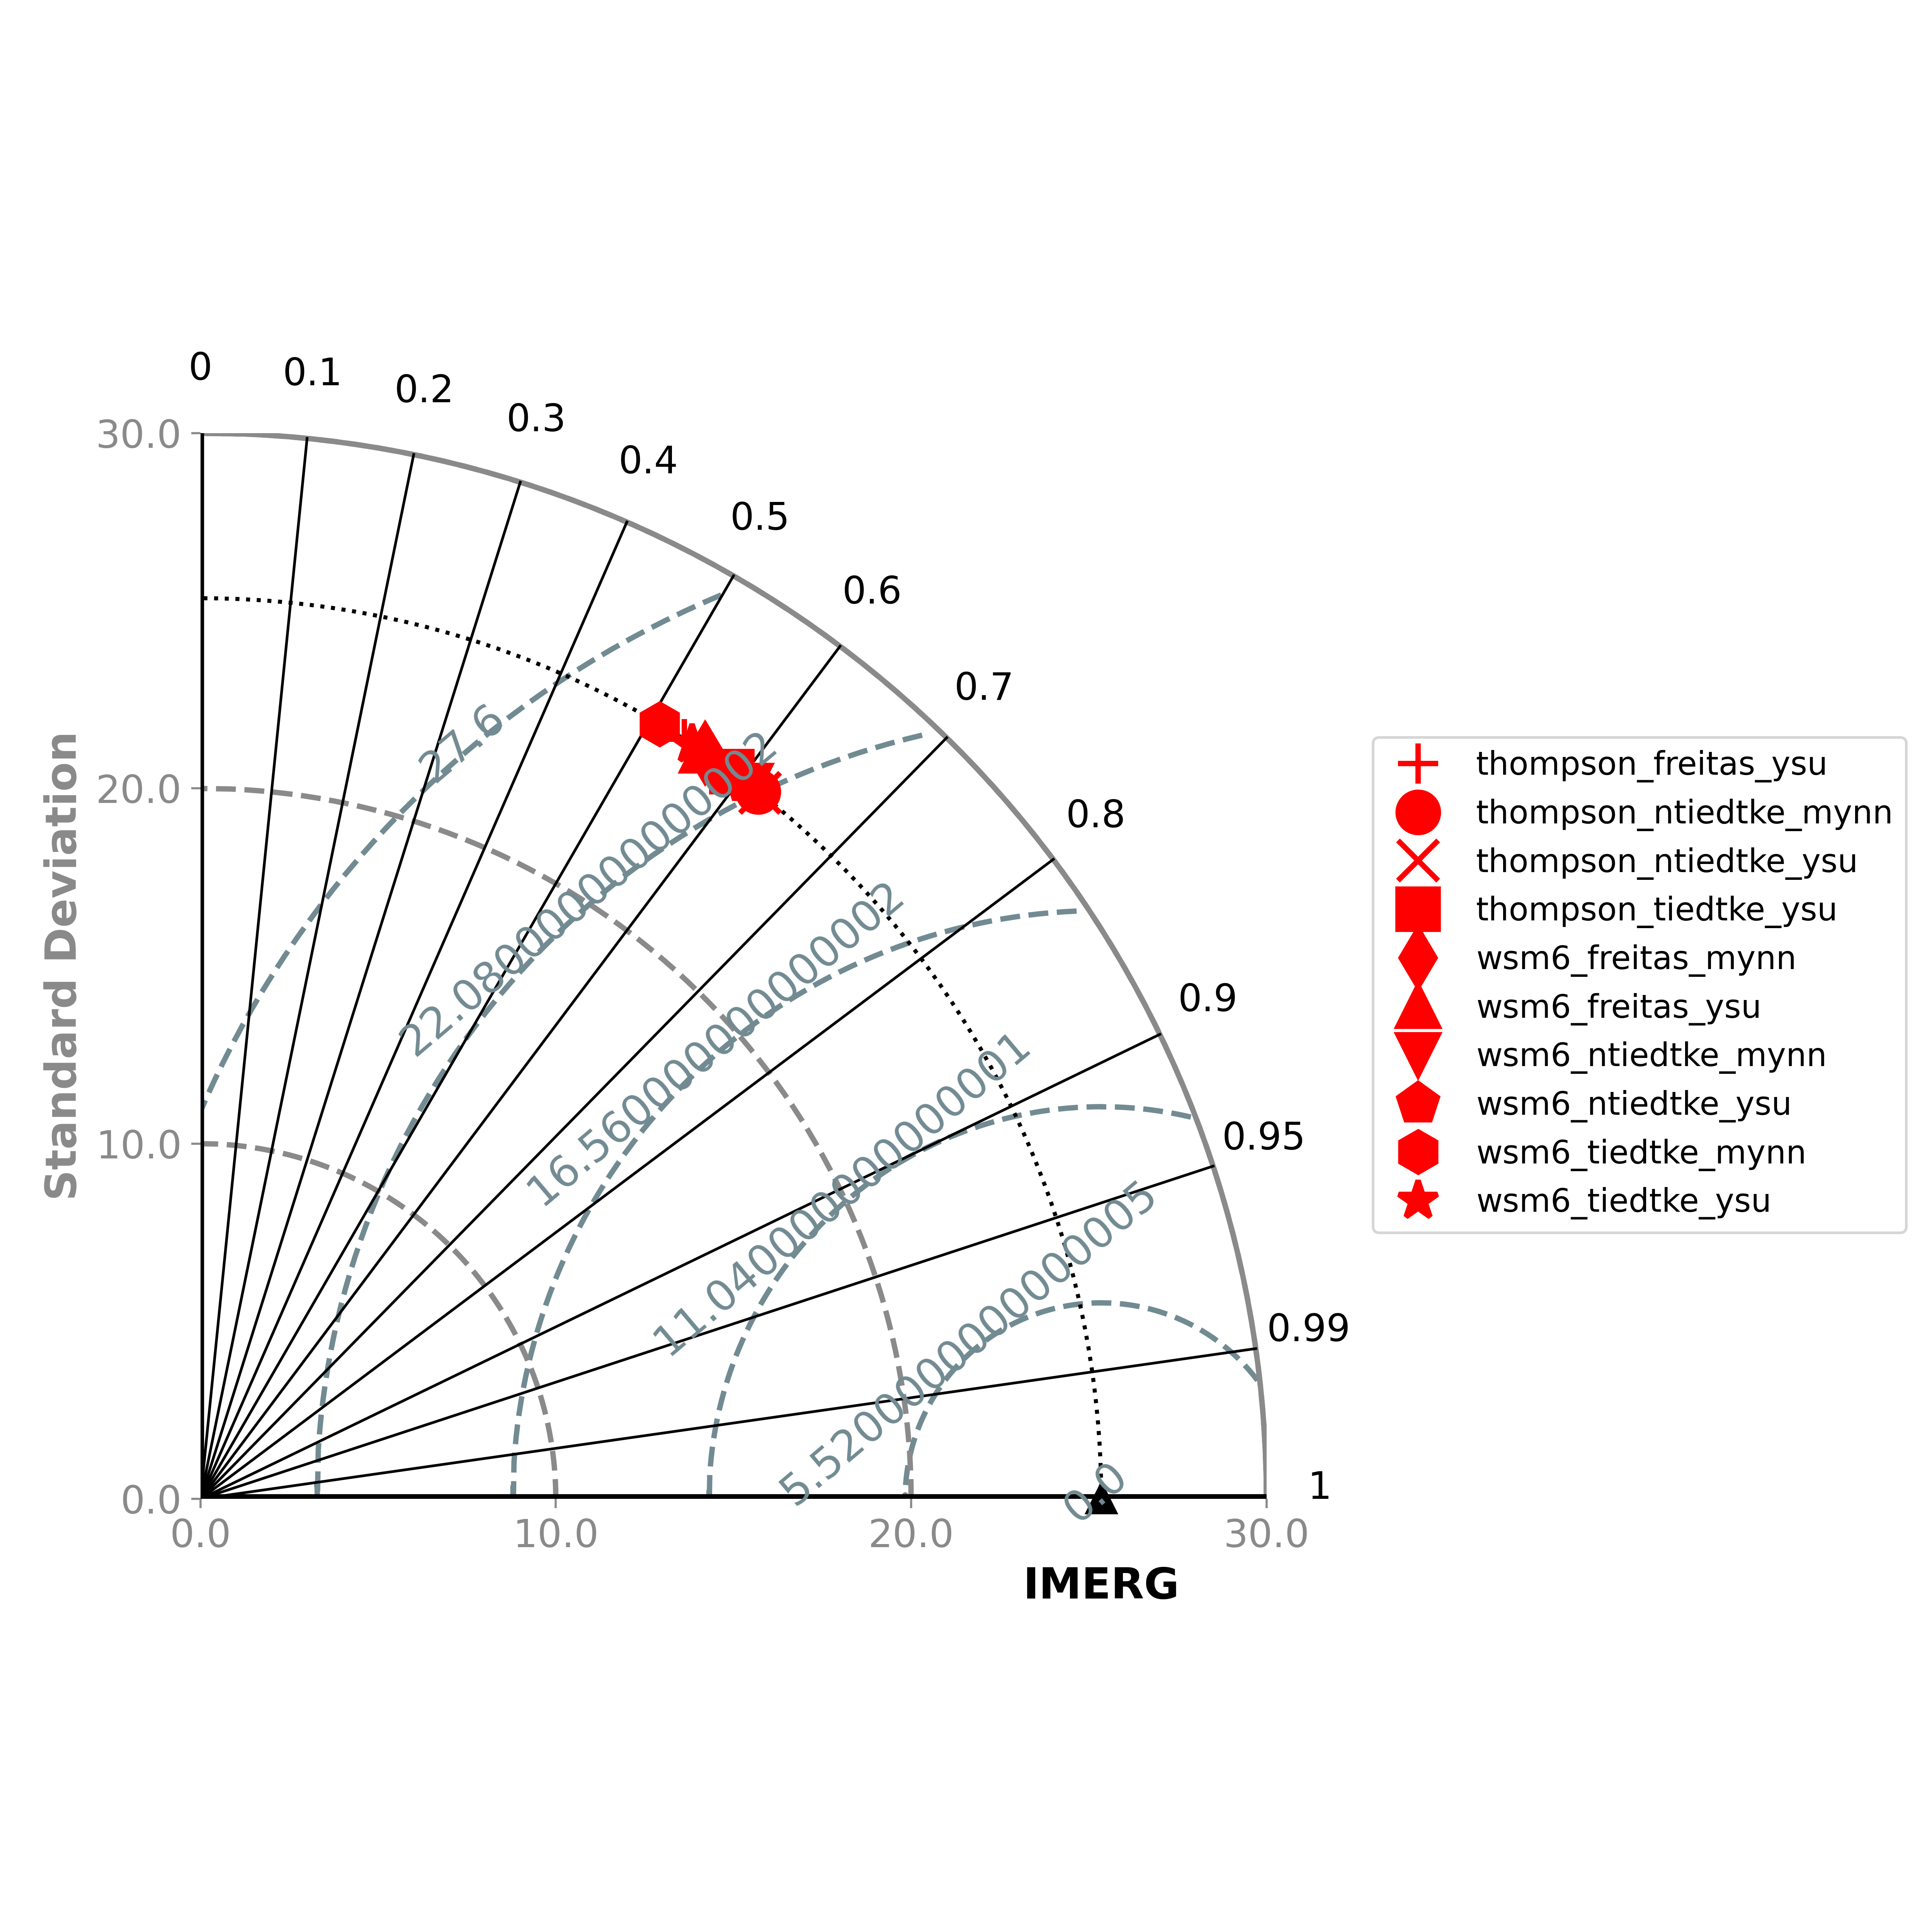 0
0.1
0.2
0.3
0.4
0.5
0.6
0.7
0.8
0.9
0.95
0.99
1
30.0
20.0
10.0
0.0
Standard Deviation
27.6
22.080000000000002
16.560000000000002
11.040000000000001
5.5200000000000005
0.0
0.0
10.0
20.0
30.0
IMERG
thompson_freitas_ysu
thompson_ntiedtke_mynn
thompson_ntiedtke_ysu
thompson_tiedtke_ysu
wsm6_freitas_mynn
wsm6_freitas_ysu
wsm6_ntiedtke_mynn
wsm6_ntiedtke_ysu
wsm6_tiedtke_mynn
wsm6_tiedtke_ysu